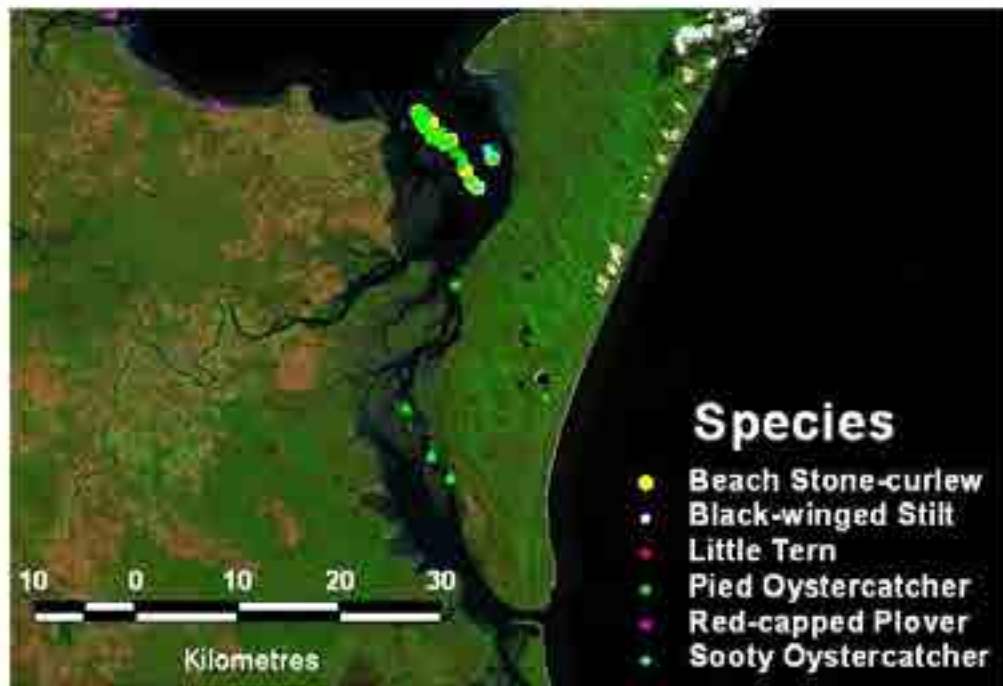 Species
Beach Stone-curlew
Black-winged Stilt
Little Tern
Pied Oystercatcher
Red-capped Plover
Sooty Oystercatcher
10 0 10 20 30
Kilometres